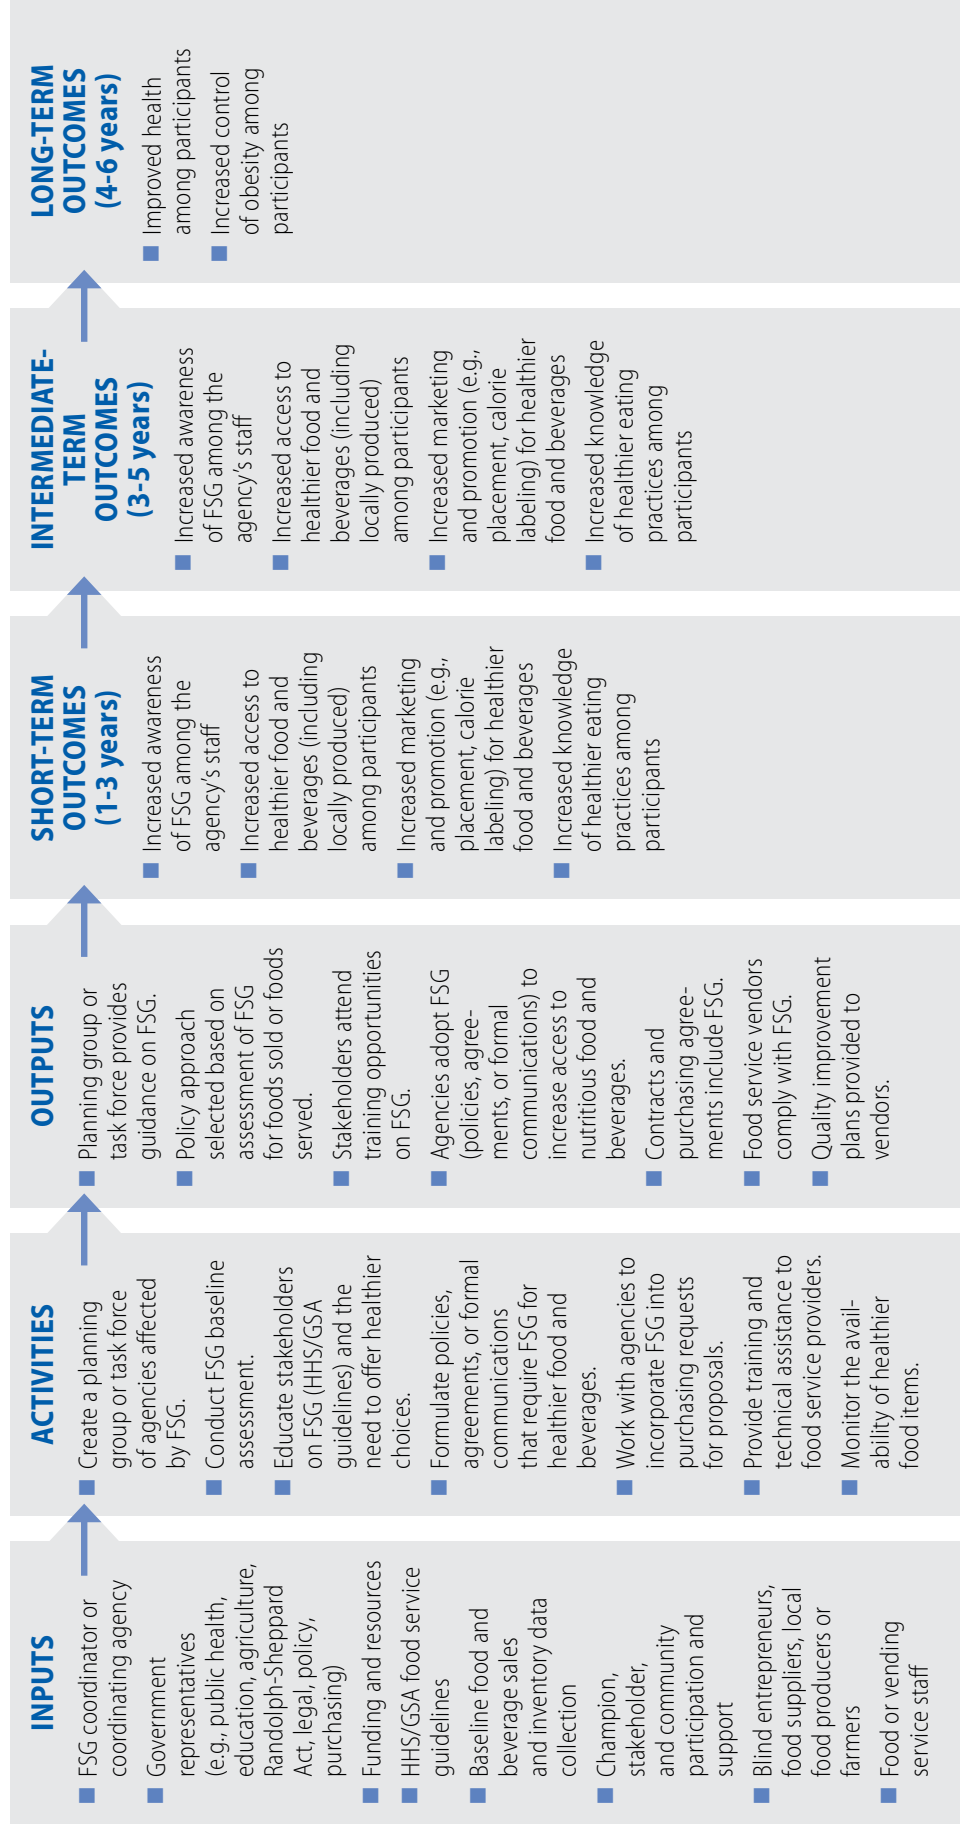 INPUTS
FSG coordinator or
coordinating agency
Government
representatives
(e.g., public health,
education, agriculture,
Randolph-Sheppard
Act, legal, policy,
purchasing)
Funding and resources
HHS/GSA food service
guidelines
Baseline food and
beverage sales
and inventory data
collection
Champion,
stakeholder,
and community
participation and
support
Blind entrepreneurs,
food suppliers, local
food producers or
farmers
Food or vending
service staff
ACTIVITIES
Create a planning
group or task force
of agencies affected
by FSG.
Conduct FSG baseline
assessment.
Educate stakeholders
on FSG (HHS/GSA
guidelines) and the
need to offer healthier
choices.
Formulate policies,
agreements, or formal
communications
that require FSG for
healthier food and
beverages.
Work with agencies to
incorporate FSG into
purchasing requests
for proposals.
Provide training and
technical assistance to
food service providers.
Monitor the avail-
ability of healthier
food items.
OUTPUTS
Planning group or
task force provides
guidance on FSG.
Policy approach
selected based on
assessment of FSG
for foods sold or foods
served.
Stakeholders attend
training opportunities
on FSG.
Agencies adopt FSG
(policies, agree-
ments, or formal
communications) to
increase access to
nutritious food and
beverages.
Contracts and
purchasing agree-
ments include FSG.
Food service vendors
comply with FSG.
Quality improvement
plans provided to
vendors.
SHORT-TERM
OUTCOMES
(1-3 years)
Increased awareness
of FSG among the
agency's staff
Increased access to
healthier food and
beverages (including
locally produced)
among participants
Increased marketing
and promotion (e.g.,
placement, calorie
labeling) for healthier
food and beverages
Increased knowledge
of healthier eating
practices among
participants
INTERMEDIATE-
TERM
OUTCOMES
(3-5 years)
Increased awareness
of FSG among the
agency's staff
Increased access to
healthier food and
beverages (including
locally produced)
among participants
Increased marketing
and promotion (e.g.,
placement, calorie
labeling) for healthier
food and beverages
Increased knowledge
of healthier eating
practices among
participants
LONG-TERM
OUTCOMES
(4-6 years)
Improved health
among participants
Increased control
of obesity among
participants